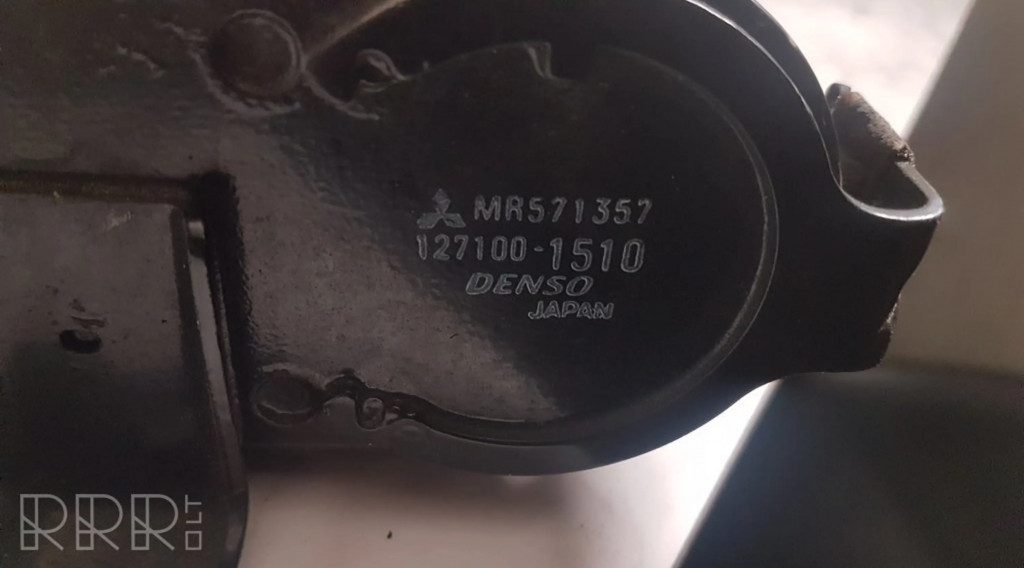 MR571357
127100-1510
DENSO
JAPAN
RRR.LT